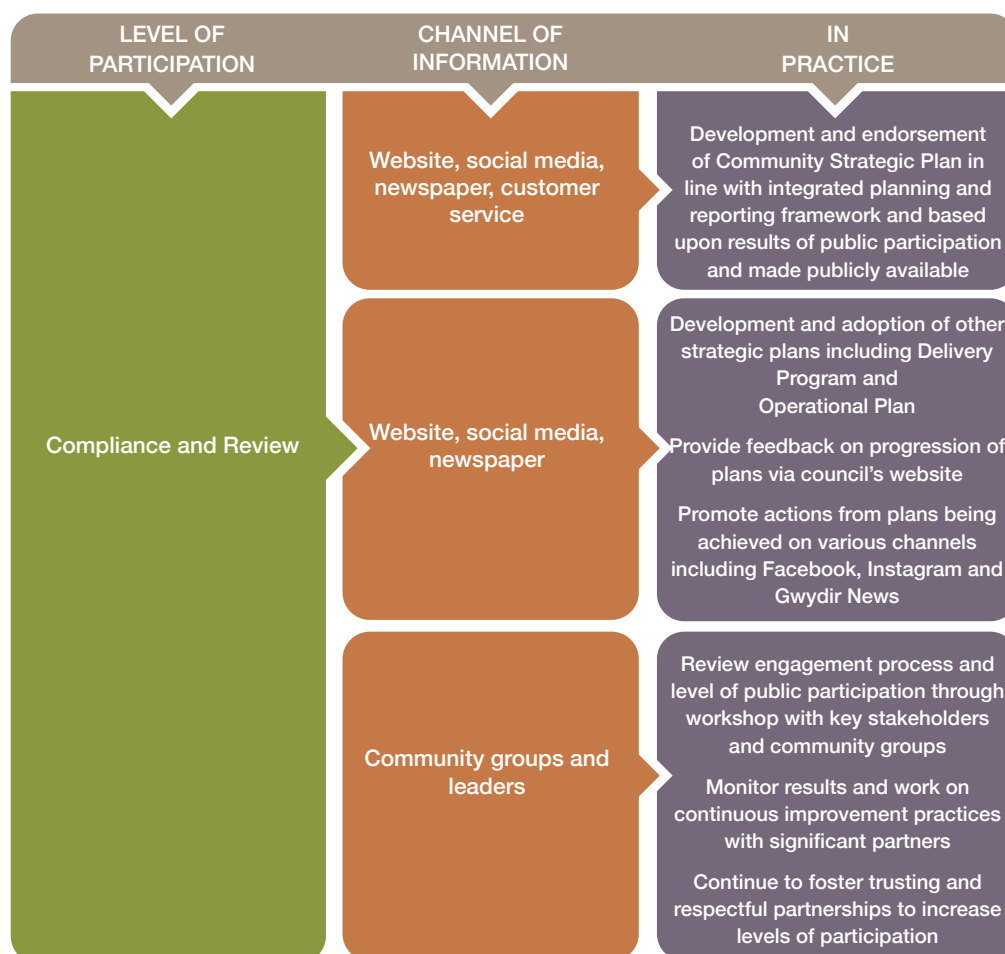 LEVEL OF
PARTICIPATION
CHANNEL OF
INFORMATION
IN
PRACTICE
Compliance and Review
Website, social media,
newspaper, customer
service
Development and endorsement
of Community Strategic Plan in
line with integrated planning and
reporting framework and based
upon results of public participation
and made publicly available
Website, social media,
newspaper
Development and adoption of other
strategic plans including Delivery
Program and
Operational Plan
Provide feedback on progression of
plans via council’s website
Promote actions from plans being
achieved on various channels
including Facebook, Instagram and
Gwydir News
Community groups and
leaders
Review engagement process and
level of public participation through
workshop with key stakeholders
and community groups
Monitor results and work on
continuous improvement practices
with significant partners
Continue to foster trusting and
respectful partnerships to increase
levels of participation